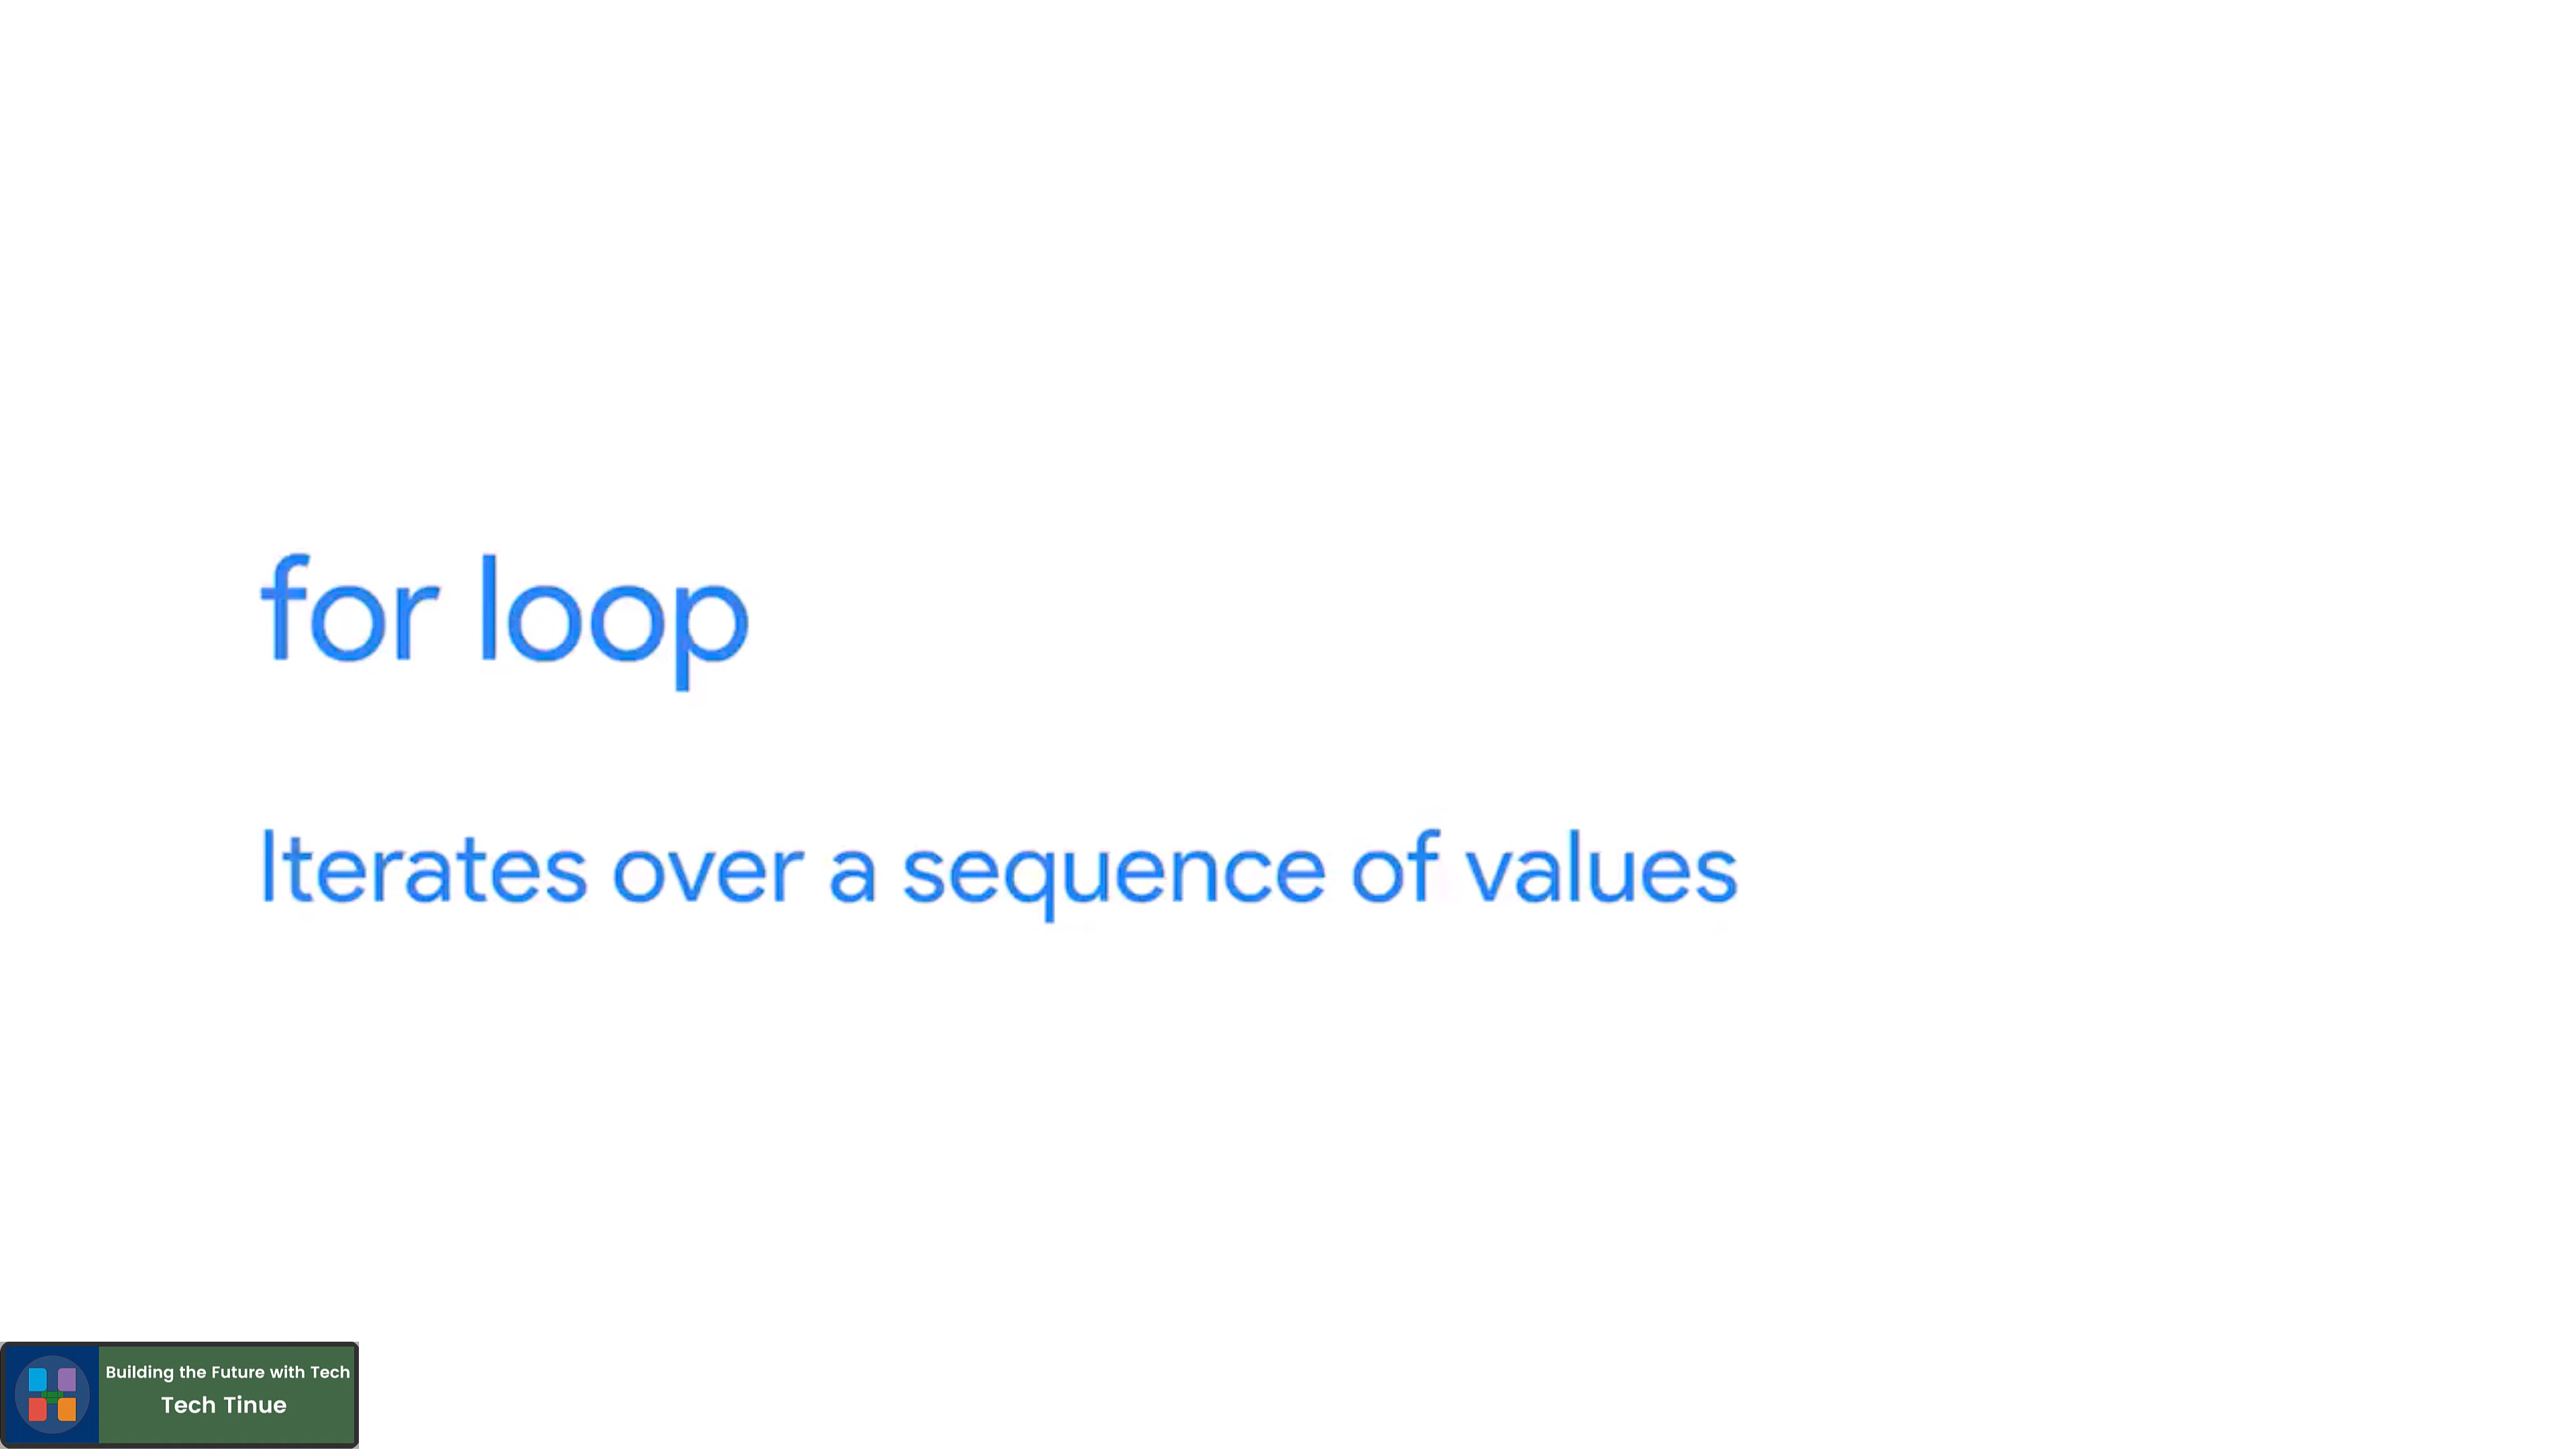 for loop
Iterates over a sequence of values
Building the Future with Tech
Tech Tinue